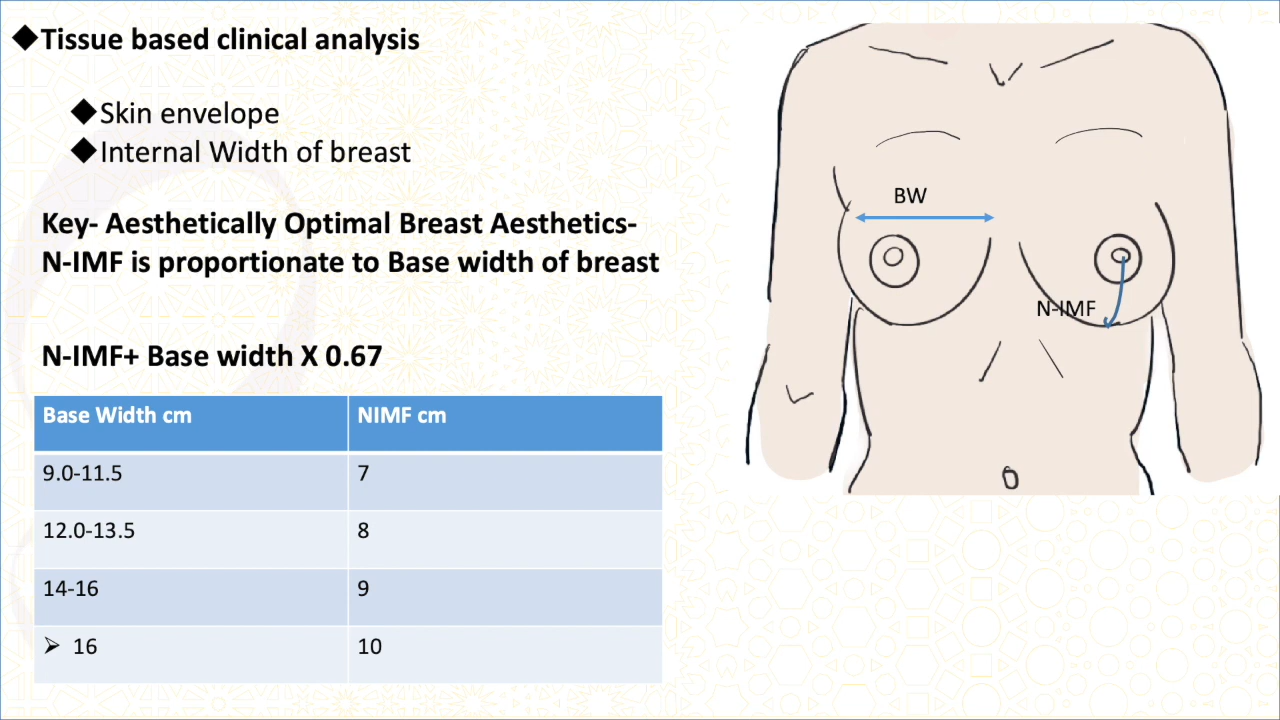 ◆Tissue based clinical analysis
◆Skin envelope
◆Internal Width of breast
Key- Aesthetically Optimal Breast Aesthetics-
N-IMF is proportionate to Base width of breast
N-IMF+ Base width X 0.67
Base Width cm NIMF cm
9.0-11.5 7
12.0-13.5 8
14-16 9
➢ 16 10
BW
N-IMF